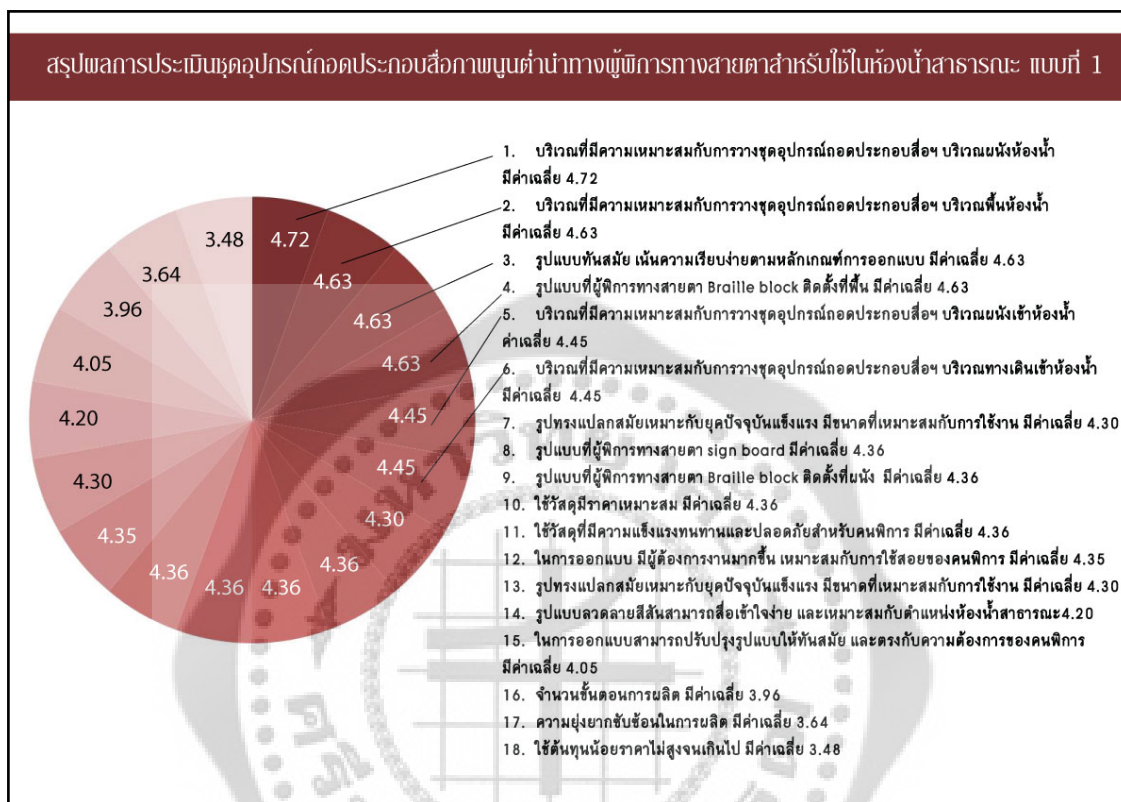 สรุปผลการประเมินชุดอุปกรณ์ถอดประกอบสื่อภาพนูนต่ำนำทางผู้พิการทางสายตาสำหรับใช้ในห้องน้ำสาธารณะ แบบที่ 1
1. บริเวณที่มีความเหมาะสมกับการวางชุดอุปกรณ์ถอดประกอบสื่อฯ บริเวณผนังห้องน้ำ
มีค่าเฉลี่ย 4.72
2. บริเวณที่มีความเหมาะสมกับการวางชุดอุปกรณ์ถอดประกอบสื่อฯ บริเวณพื้นห้องน้ำ
มีค่าเฉลี่ย 4.63
3. รูปแบบทันสมัย เน้นความเรียบง่ายตามหลักเกณฑ์การออกแบบ มีค่าเฉลี่ย 4.63
4. รูปแบบที่ผู้พิการทางสายตา Braille block ติดตั้งที่พื้น มีค่าเฉลี่ย 4.63
5. บริเวณที่มีความเหมาะสมกับการวางชุดอุปกรณ์ถอดประกอบสื่อฯ บริเวณผนังเข้าห้องน้ำ
ค่าเฉลี่ย 4.45
6. บริเวณที่มีความเหมาะสมกับการวางชุดอุปกรณ์ถอดประกอบสื่อฯ บริเวณทางเดินเข้าห้องน้ำ
มีค่าเฉลี่ย 4.45
7. รูปทรงแปลกสมัยเหมาะกับยุคปัจจุบันแข็งแรง มีขนาดที่เหมาะสมกับการใช้งาน มีค่าเฉลี่ย 4.30
8. รูปแบบที่ผู้พิการทางสายตา sign board มีค่าเฉลี่ย 4.36
9. รูปแบบที่ผู้พิการทางสายตา Braille block ติดตั้งที่ผนัง มีค่าเฉลี่ย 4.36
10. ใช้วัสดุมีราคาเหมาะสม มีค่าเฉลี่ย 4.36
11. ใช้วัสดุที่มีความแข็งแรงทนทานและปลอดภัยสำหรับคนพิการ มีค่าเฉลี่ย 4.36
12. ในการออกแบบ มีผู้ต้องการงานมากขึ้น เหมาะสมกับการใช้สอยของคนพิการ มีค่าเฉลี่ย 4.35
13. รูปทรงแปลกสมัยเหมาะกับยุคปัจจุบันแข็งแรง มีขนาดที่เหมาะสมกับการใช้งาน มีค่าเฉลี่ย 4.30
14. รูปแบบลวดลายสีสันสามารถสื่อเข้าใจง่าย และเหมาะสมกับตำแหน่งห้องน้ำสาธารณะ4.20
15. ในการออกแบบสามารถปรับปรุงรูปแบบให้ทันสมัย และตรงกับความต้องการของคนพิการ
มีค่าเฉลี่ย 4.05
16. จำนวนขั้นตอนการผลิต มีค่าเฉลี่ย 3.96
17. ความยุ่งยากซับซ้อนในการผลิต มีค่าเฉลี่ย 3.64
18. ใช้ต้นทุนน้อยราคาไม่สูงจนเกินไป มีค่าเฉลี่ย 3.48
4.72
4.63
4.63
4.63
4.45
4.45
4.30
4.36
4.36
4.36
4.36
4.35
4.30
4.20
4.05
3.96
3.64
3.48